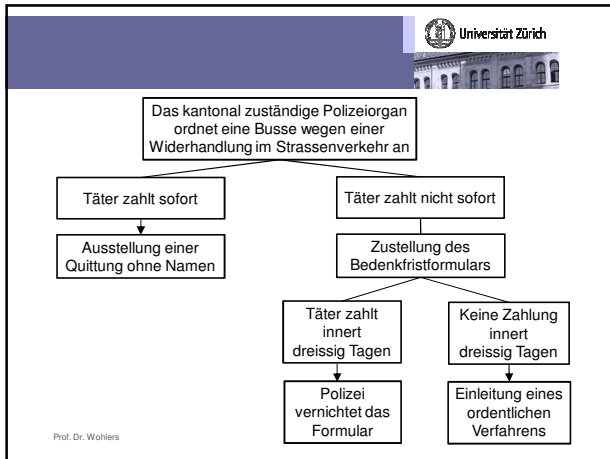 Universität Zürich
Das kantonal zuständige Polizeiorgan
ordnet eine Busse wegen einer
Widerhandlung im Strassenverkehr an
Täter zahlt sofort
Täter zahlt nicht sofort
Ausstellung einer
Quittung ohne Namen
Zustellung des
Bedenkfristformulars
Täter zahlt
innert
dreissig Tagen
Keine Zahlung
innert
dreissig Tagen
Polizei
vernichtet das
Formular
Einleitung eines
ordentlichen
Verfahrens
Prof. Dr. Wohlers